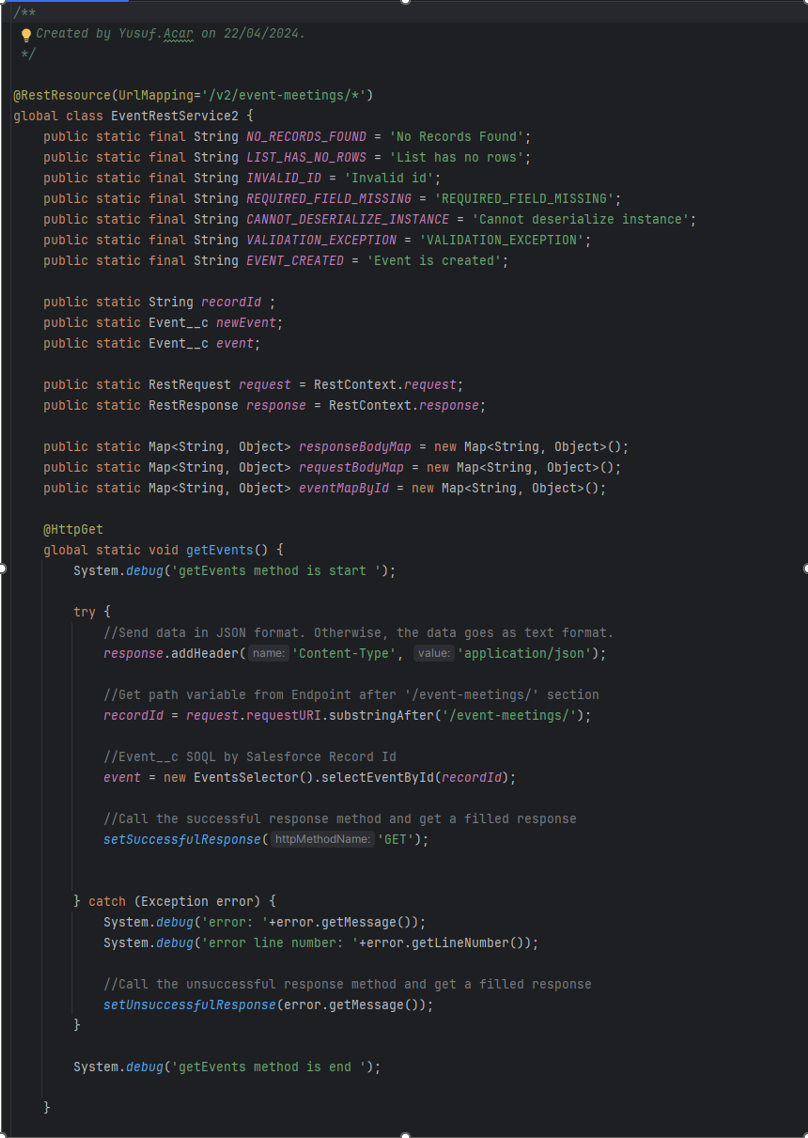 /**
Created by Yusuf.Acar on 22/04/2024.
*/
@RestResource(UrlMapping='/v2/event-meetings/*')
global class EventRestService2 {
public static final String NO_RECORDS_FOUND = 'No Records Found';
public static final String LIST_HAS_NO_ROWS = 'List has no rows';
public static final String INVALID_ID = 'Invalid id';
public static final String REQUIRED_FIELD_MISSING = 'REQUIRED_FIELD_MISSING';
public static final String CANNOT_DESERIALIZE_INSTANCE = 'Cannot deserialize instance';
public static final String VALIDATION_EXCEPTION = 'VALIDATION_EXCEPTION';
public static final String EVENT_CREATED = 'Event is created';
public static String recordId ;
public static Event__c newEvent;
public static Event__c event;
public static RestRequest request = RestContext.request;
public static RestResponse response = RestContext.response;
public static Map<String, Object> responseBodyMap = new Map<String, Object>();
public static Map<String, Object> requestBodyMap = new Map<String, Object>();
public static Map<String, Object> eventMapById = new Map<String, Object>();
@HttpGet
global static void getEvents() {
System.debug('getEvents method is start ');
try {
//Send data in JSON format. Otherwise, the data goes as text format.
response.addHeader( name: 'Content-Type', value: 'application/json');
//Get path variable from Endpoint after '/event-meetings/' section
recordId = request.requestURI.substringAfter('/event-meetings/');
//Event__c SOQL by Salesforce Record Id
event = new EventsSelector().selectEventById(recordId);
//Call the successful response method and get a filled response
setSuccessfulResponse( httpMethodName: 'GET');
} catch (Exception error) {
System.debug('error: '+error.getMessage());
System.debug('error line number: '+error.getLineNumber());
//Call the unsuccessful response method and get a filled response
setUnsuccessfulResponse(error.getMessage());
}
System.debug('getEvents method is end ');
}